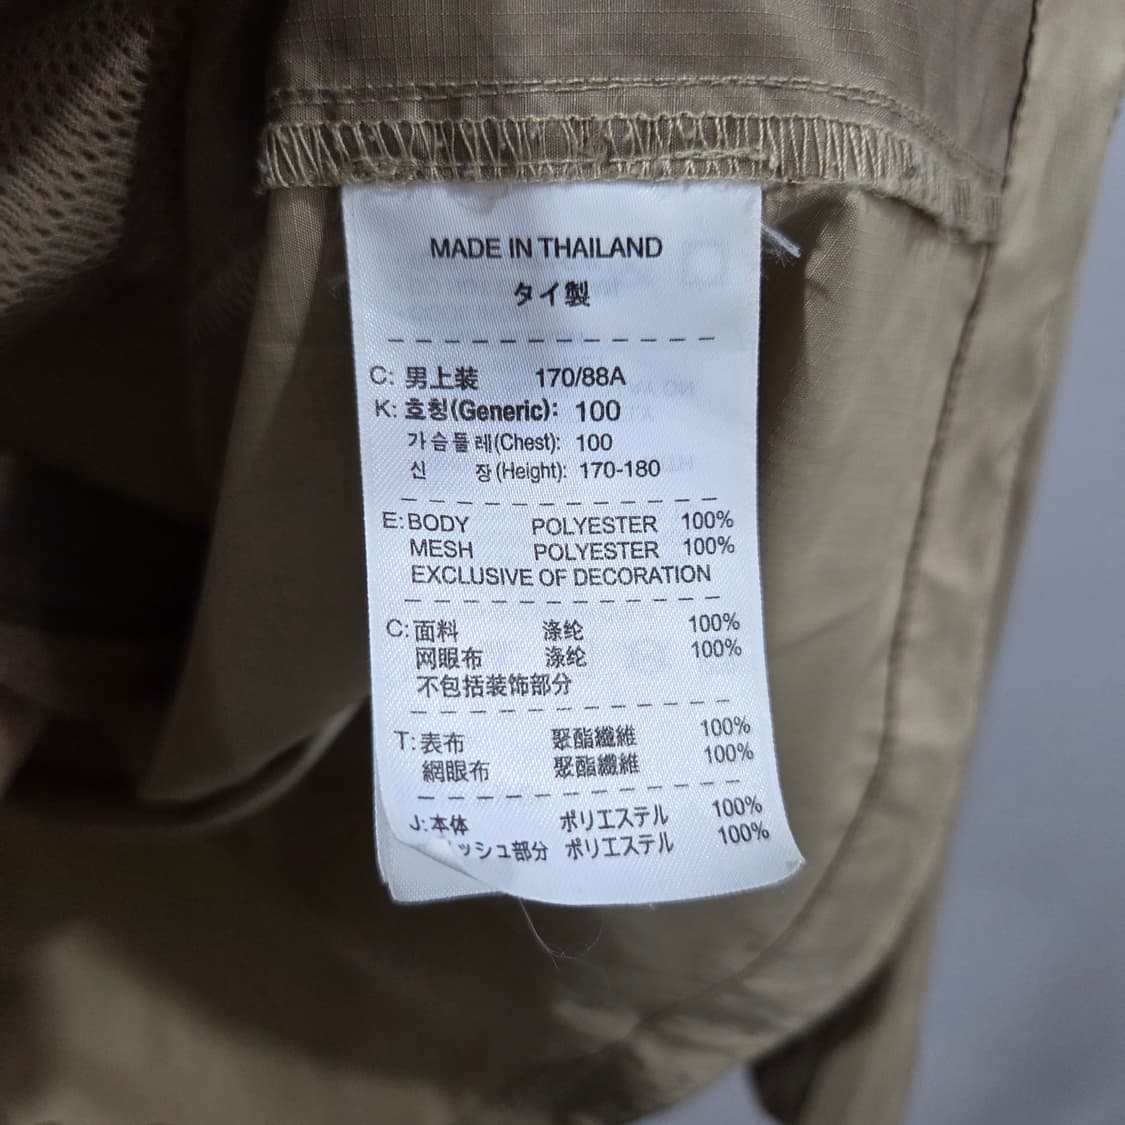 MADE IN THAILAND
タイ製
C: 男上装 170/88A
K: 호칭(Generic): 100
가슴둘레(Chest): 100
신 장(Height): 170-180
E: BODY POLYESTER 100%
MESH POLYESTER 100%
EXCLUSIVE OF DECORATION
C: 面料 涤纶 100%
网眼布 涤纶 100%
不包括装饰部分
T: 表布 聚酯纖維 100%
網眼布 聚酯纖維 100%
J: 本体 ポリエステル 100%
ッシュ部分 ポリエステル 100%